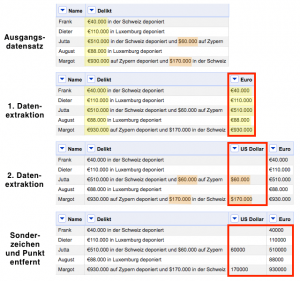 Ausgangs-
datensatz
Name Delikt
Frank €40.000 in der Schweiz deponiert
Dieter €110.000 in Luxemburg deponiert
Jutta €510.000 in der Schweiz und $60.000 auf Zypern
August €88.000 in Luxemburg deponiert
Margot €930.000 auf Zypern deponiert und $170.000 in der Schweiz
1. Daten-
extraktion
Name Delikt Euro
Frank €40.000 in der Schweiz deponiert €40.000
Dieter €110.000 in Luxemburg deponiert €110.000
Jutta €510.000 in der Schweiz und $60.000 auf Zypern €510.000
August €88.000 in Luxemburg deponiert €88.000
Margot €930.000 auf Zypern deponiert und $170.000 in der Schweiz €930.000
2. Daten-
extraktion
Name Delikt US Dollar Euro
Frank €40.000 in der Schweiz deponiert €40.000
Dieter €110.000 in Luxemburg deponiert €110.000
Jutta €510.000 in der Schweiz und $60.000 auf Zypern $60.000 €510.000
August €88.000 in Luxemburg deponiert €88.000
Margot €930.000 auf Zypern deponiert und $170.000 in der Schweiz $170.000 €930.000
Sonder-
zeichen
und Punkt
entfernt
Name Delikt US Dollar Euro
Frank €40.000 in der Schweiz deponiert 40000
Dieter €110.000 in Luxemburg deponiert 110000
Jutta €510.000 in der Schweiz und $60.000 auf Zypern 60000 510000
August €88.000 in Luxemburg deponiert 88000
Margot €930.000 auf Zypern deponiert und $170.000 in der Schweiz 170000 930000